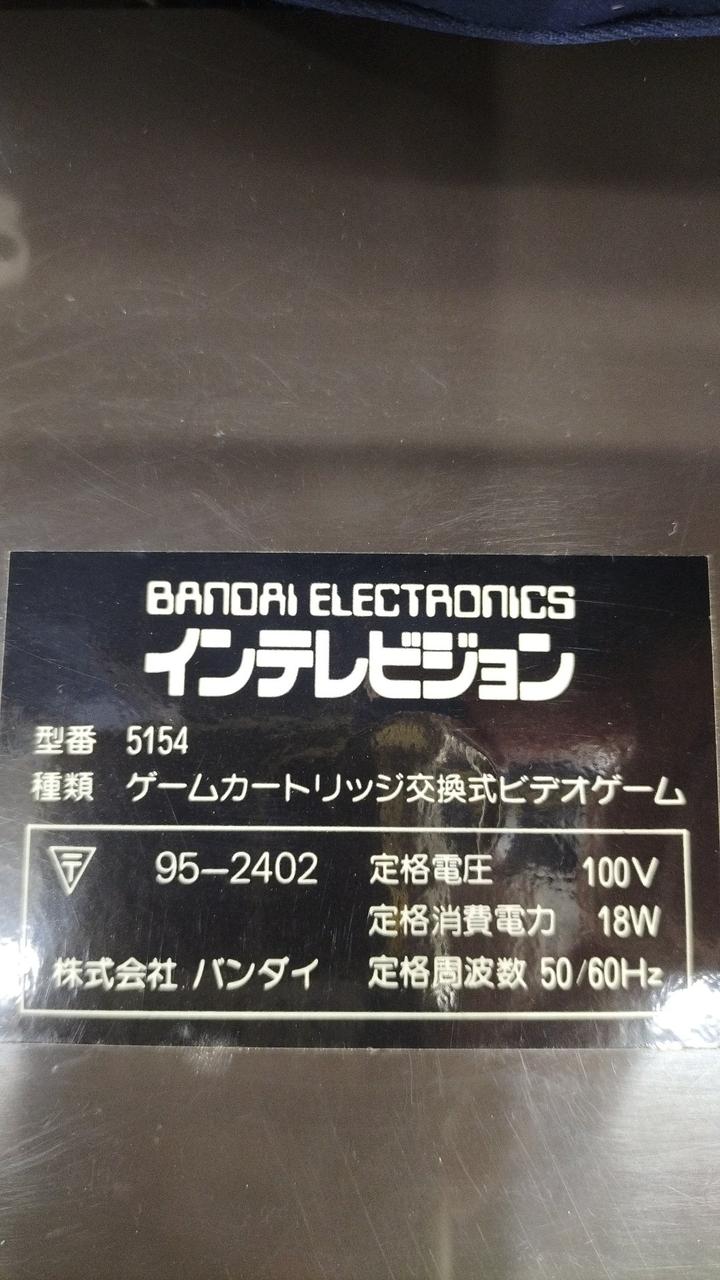 BANDAI ELECTRONICS
インテレビジョン
型番 5154
種類 ゲームカートリッジ交換式ビデオゲーム
〒 95-2402 定格電圧 100V
定格消費電力 18W
株式会社 バンダイ 定格周波数 50/60Hz